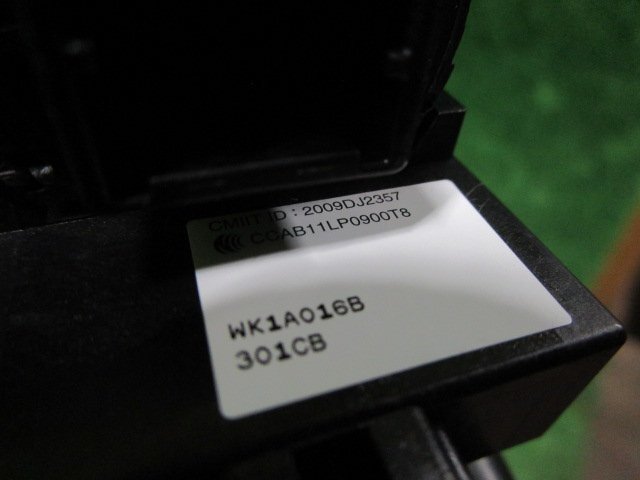 CMIIT ID : 2009DJ2357
CCAB11LP0900T8
WK1A016B
301CB